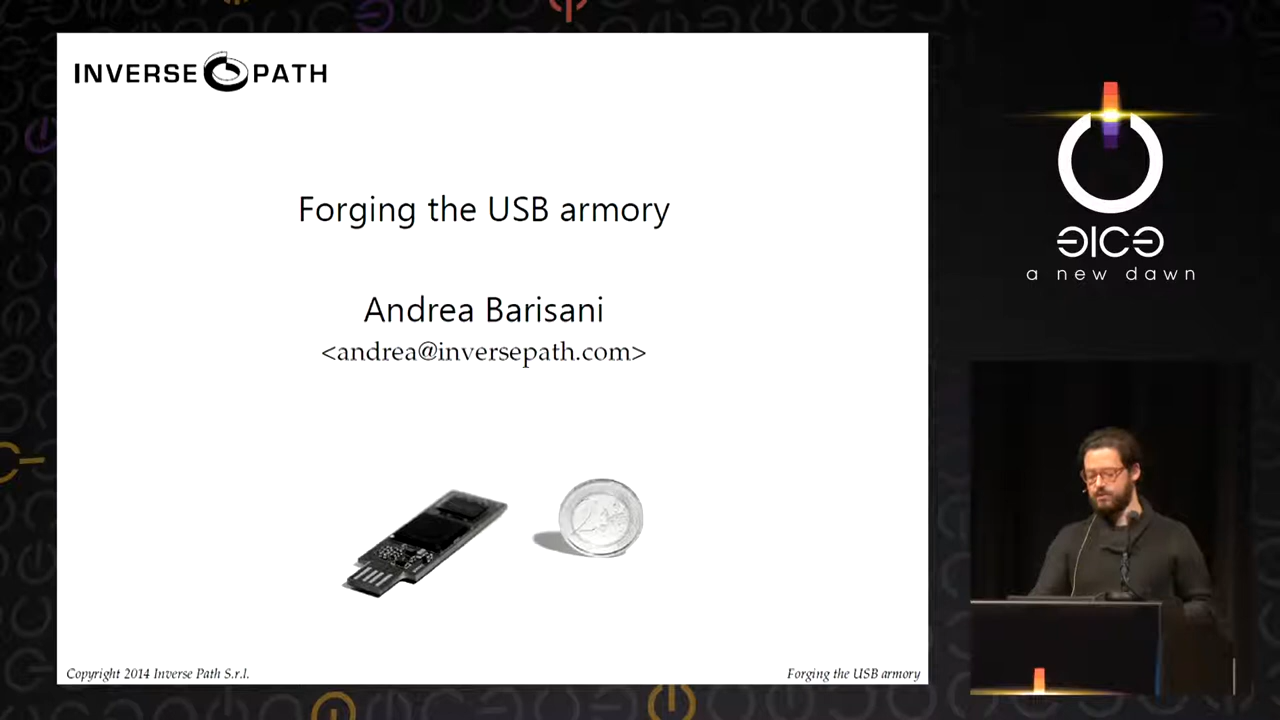 INVERSE PATH
Forging the USB armory
Andrea Barisani
<andrea@inversepath.com>
Copyright 2014 Inverse Path S.r.l.
Forging the USB armory
31C3
a new dawn